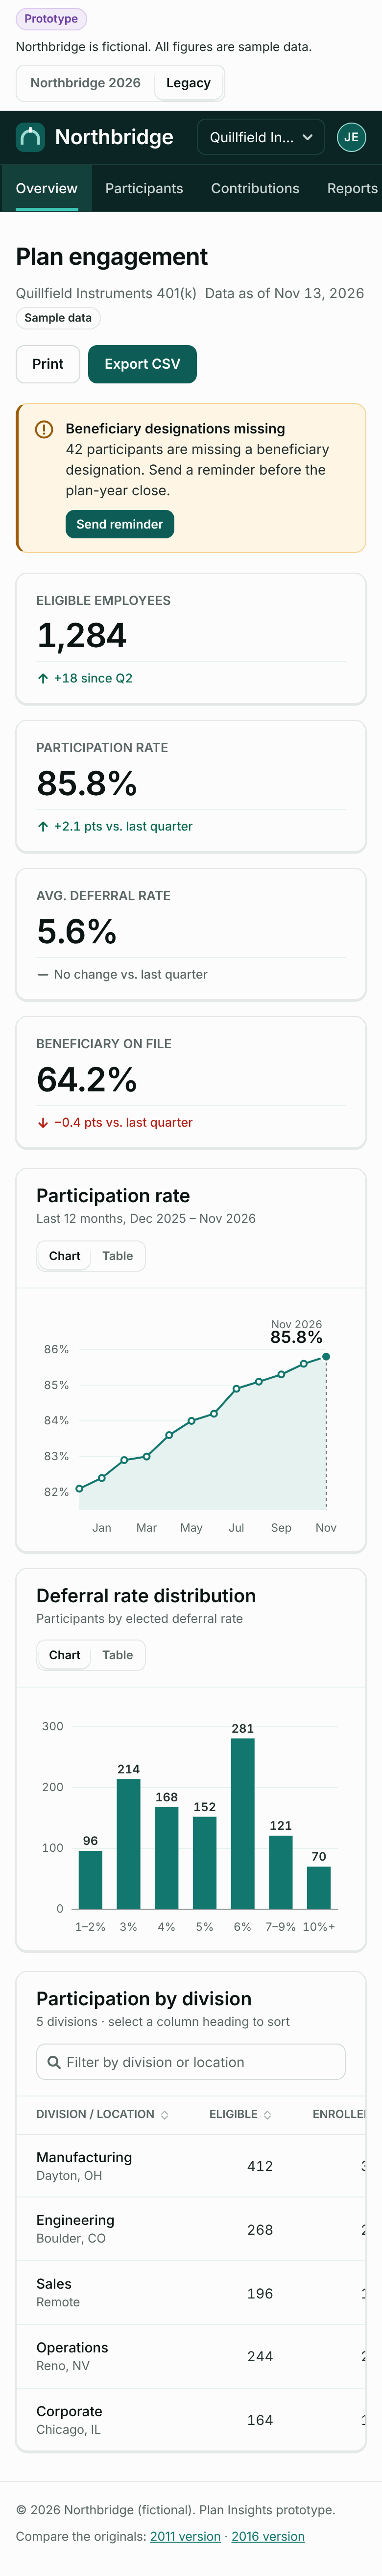 Prototype
Northbridge is fictional. All figures are sample data.
Northbridge 2026 Legacy
Northbridge Quillfield In... JE
Overview Participants Contributions Reports
Plan engagement
Quillfield Instruments 401(k) Data as of Nov 13, 2026
Sample data
Print Export CSV
Beneficiary designations missing
42 participants are missing a beneficiary
designation. Send a reminder before the
plan-year close.
Send reminder
ELIGIBLE EMPLOYEES
1,284
+18 since Q2
PARTICIPATION RATE
85.8%
+2.1 pts vs. last quarter
AVG. DEFERRAL RATE
5.6%
No change vs. last quarter
BENEFICIARY ON FILE
64.2%
−0.4 pts vs. last quarter
Participation rate
Last 12 months, Dec 2025 – Nov 2026
Chart Table
Nov 2026
85.8%
86%
85%
84%
83%
82%
Jan Mar May Jul Sep Nov
Deferral rate distribution
Participants by elected deferral rate
Chart Table
300
281
214
200
168
152
121
100
96
70
0
1–2% 3% 4% 5% 6% 7–9% 10%+
Participation by division
5 divisions · select a column heading to sort
Filter by division or location
DIVISION / LOCATION ELIGIBLE
Manufacturing
Dayton, OH
412
Engineering
Boulder, CO
268
Sales
Remote
196
Operations
Reno, NV
244
Corporate
Chicago, IL
164
© 2026 Northbridge (fictional). Plan Insights prototype.
Compare the originals: 2011 version · 2016 version